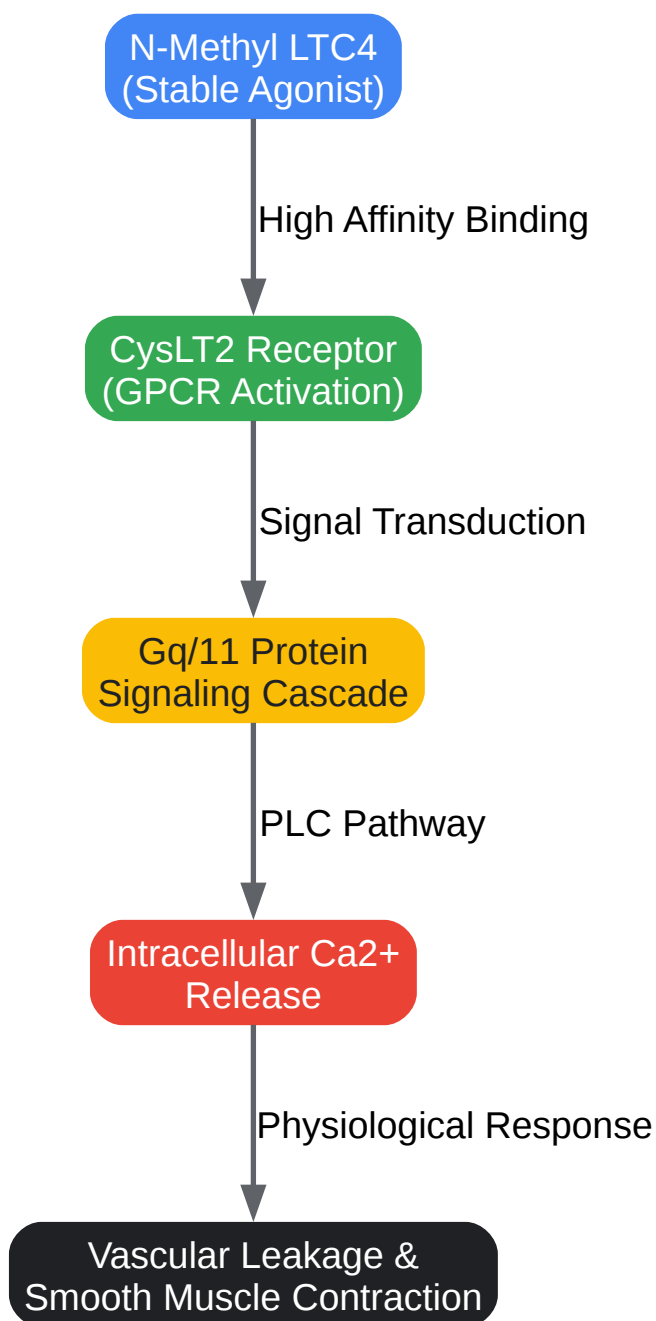 N-Methyl LTC4
(Stable Agonist)
High Affinity Binding
CysLT2 Receptor
(GPCR Activation)
Signal Transduction
Gq/11 Protein
Signaling Cascade
PLC Pathway
Intracellular Ca2+
Release
Physiological Response
Vascular Leakage &
Smooth Muscle Contraction